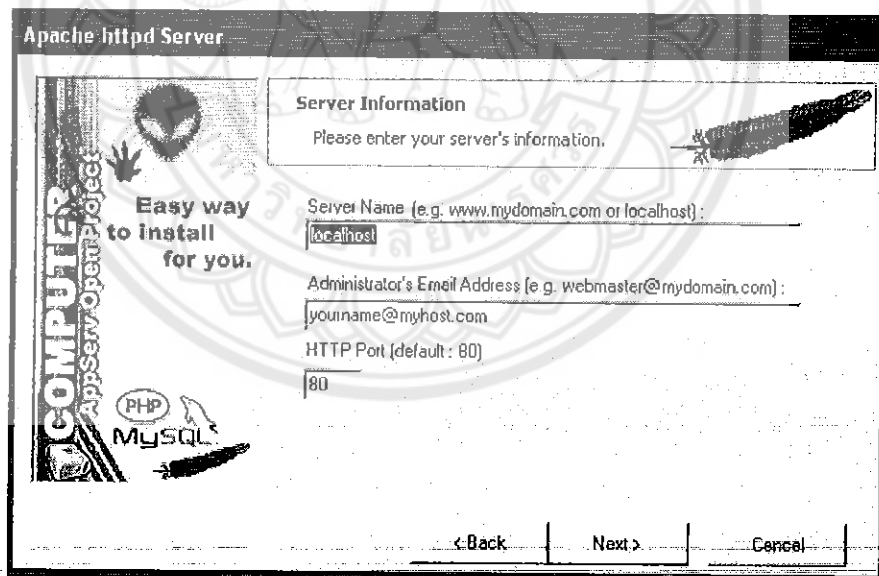 Apache httpd Server
COMPUTER
AppServ Open Project
Easy way
to install
for you.
PHP
MySQL
Server Information
Please enter your server's information.
Server Name (e.g. www.mydomain.com or localhost) :
localhost
Administrator's Email Address (e.g. webmaster@mydomain.com) :
yourname@myhost.com
HTTP Port (default : 80)
80
< Back
Next >
Cancel